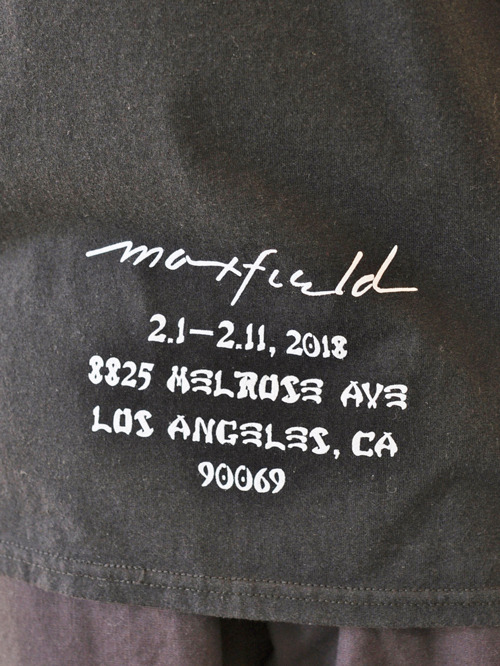 maxfield
2.1—2.11, 2018
8825 MELROSE AVE
LOS ANGELES, CA
90069